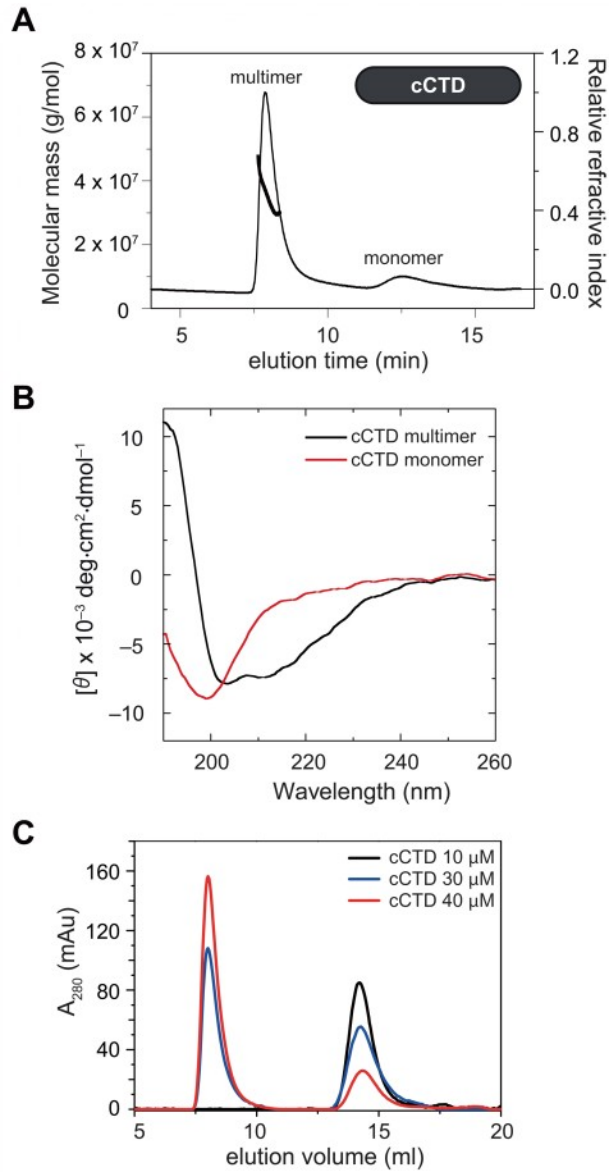 A
8 x 10⁷
6 x 10⁷
4 x 10⁷
2 x 10⁷
0
Molecular mass (g/mol)
multimer
cCTD
monomer
1.2
0.8
0.4
0.0
Relative refractive index
5 10 15
elution time (min)
B
10
5
0
−5
−10
[θ] x 10⁻³ deg·cm²·dmol⁻¹
cCTD multimer
cCTD monomer
200 220 240 260
Wavelength (nm)
C
160
120
80
40
0
A₂₈₀ (mAu)
cCTD 10 µM
cCTD 30 µM
cCTD 40 µM
5 10 15 20
elution volume (ml)